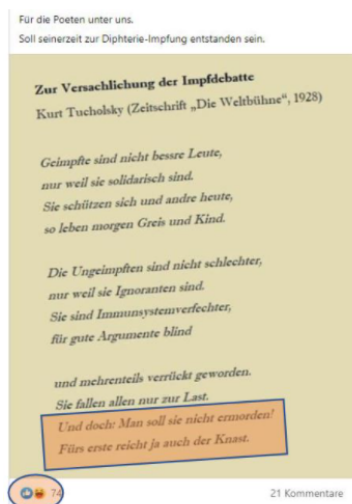 Für die Poeten unter uns.
Soll seinerzeit zur Diphterie-Impfung entstanden sein.
Zur Versachlichung der Impfdebatte
Kurt Tucholsky (Zeitschrift „Die Weltbühne“, 1928)
Geimpfte sind nicht bessre Leute,
nur weil sie solidarisch sind.
Sie schützen sich und andre heute,
so leben morgen Greis und Kind.
Die Ungeimpften sind nicht schlechter,
nur weil sie Ignoranten sind.
Sie sind Immunsystemverfechter,
für gute Argumente blind
und mehrenteils verrückt geworden.
Sie fallen allen nur zur Last.
Und doch: Man soll sie nicht ermorden!
Fürs erste reicht ja auch der Knast.
74
21 Kommentare